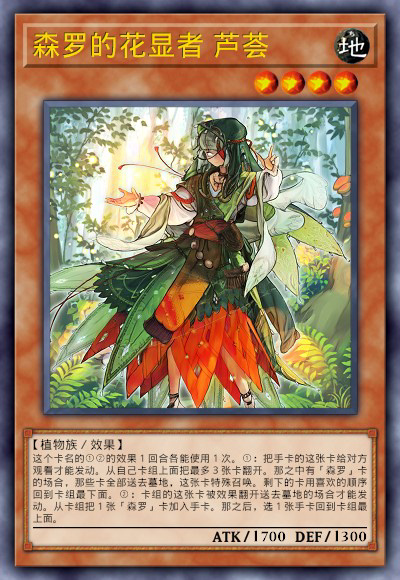 森罗的花显者 芦荟
地
【植物族/效果】
这个卡名的①②的效果1回合各能使用1次。①：把手卡的这张卡给对方
观看才能发动。从自己卡组上面把最多3张卡翻开。那之中有「森罗」卡
的场合，那些卡全部送去墓地，这张卡特殊召唤。剩下的卡用喜欢的顺序
回到卡组最下面。②：卡组的这张卡被效果翻开送去墓地的场合才能发动。
从卡组把1张「森罗」卡加入手卡。那之后，选1张手卡回到卡组最
上面。
ATK/1700 DEF/1300